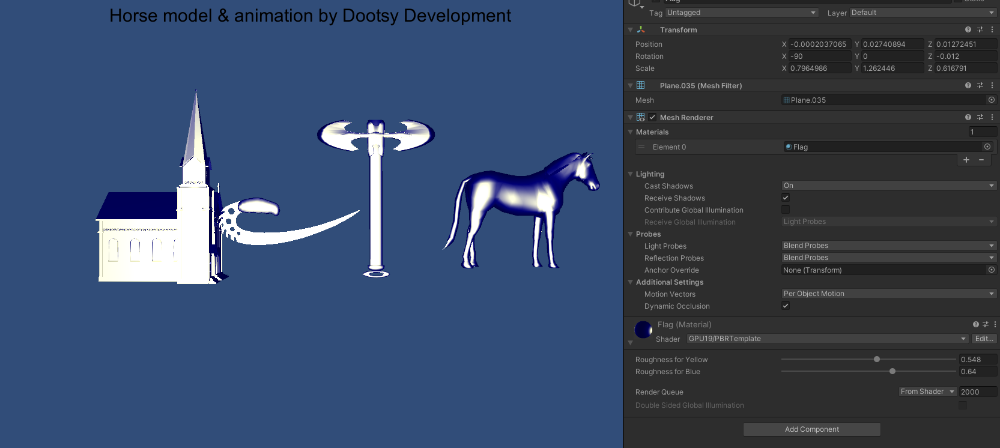 Horse model & animation by Dootsy Development
Tag Untagged Layer Default
Transform
Position X -0.0002037065 Y 0.02740894 Z 0.01272451
Rotation X -90 Y 0 Z -0.012
Scale X 0.7964986 Y 1.262446 Z 0.616791
Plane.035 (Mesh Filter)
Mesh Plane.035
Mesh Renderer
Materials 1
Element 0 Flag
+ −
Lighting
Cast Shadows On
Receive Shadows
Contribute Global Illumination
Receive Global Illumination Light Probes
Probes
Light Probes Blend Probes
Reflection Probes Blend Probes
Anchor Override None (Transform)
Additional Settings
Motion Vectors Per Object Motion
Dynamic Occlusion
Flag (Material)
Shader GPU19/PBRTemplate Edit...
Roughness for Yellow 0.548
Roughness for Blue 0.64
Render Queue From Shader 2000
Double Sided Global Illumination
Add Component